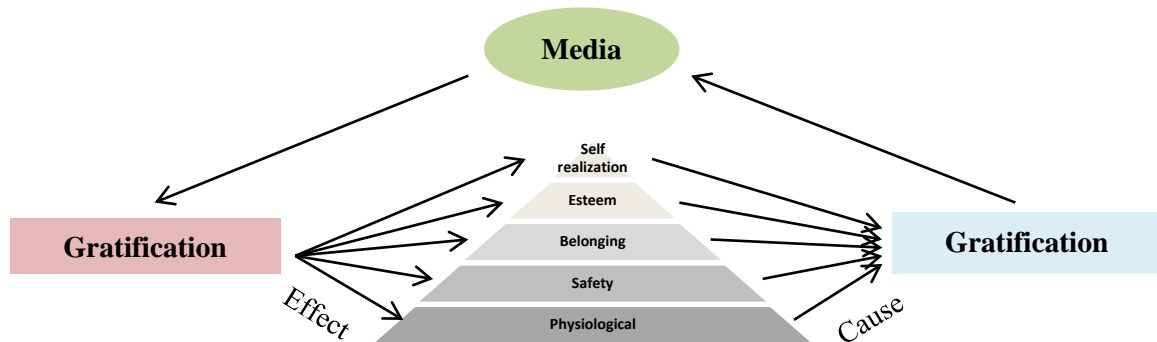 Media
Self
realization
Esteem
Gratification
Belonging
Gratification
Safety
Effect
Physiological
Cause